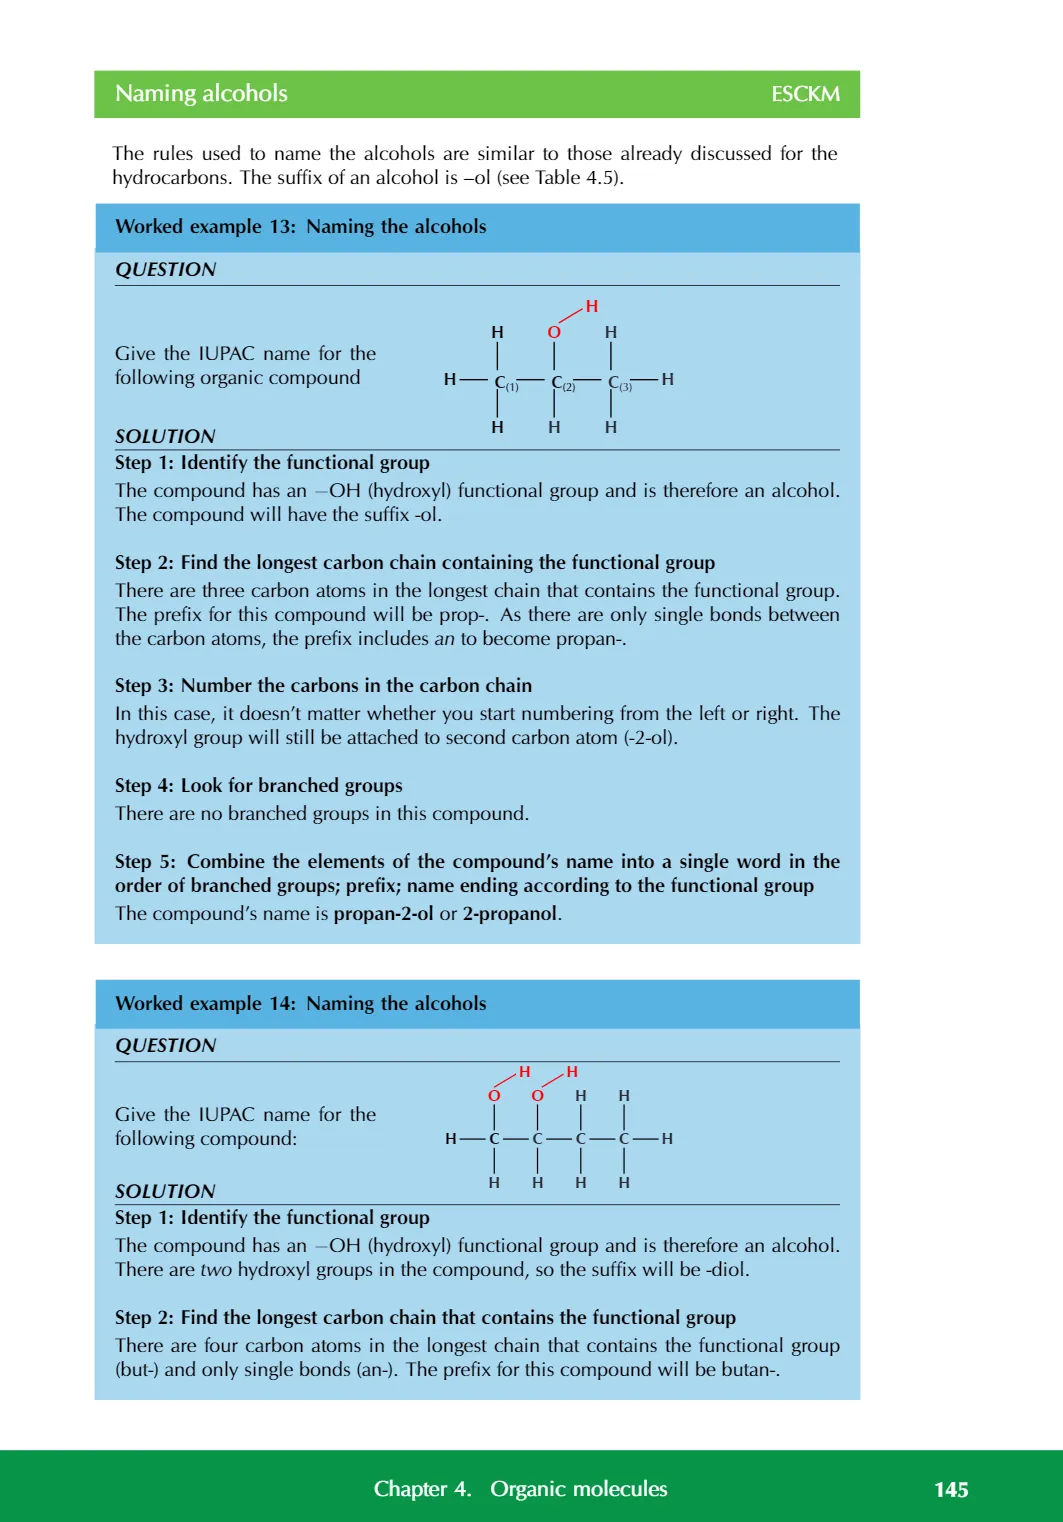 Naming alcohols ESCKM
The rules used to name the alcohols are similar to those already discussed for the
hydrocarbons. The suffix of an alcohol is –ol (see Table 4.5).
Worked example 13: Naming the alcohols
QUESTION
Give the IUPAC name for the
following organic compound
H
H O H
H C(1) C(2) C(3) H
H H H
SOLUTION
Step 1: Identify the functional group
The compound has an −OH (hydroxyl) functional group and is therefore an alcohol.
The compound will have the suffix -ol.
Step 2: Find the longest carbon chain containing the functional group
There are three carbon atoms in the longest chain that contains the functional group.
The prefix for this compound will be prop-. As there are only single bonds between
the carbon atoms, the prefix includes an to become propan-.
Step 3: Number the carbons in the carbon chain
In this case, it doesn’t matter whether you start numbering from the left or right. The
hydroxyl group will still be attached to second carbon atom (-2-ol).
Step 4: Look for branched groups
There are no branched groups in this compound.
Step 5: Combine the elements of the compound’s name into a single word in the
order of branched groups; prefix; name ending according to the functional group
The compound’s name is propan-2-ol or 2-propanol.
Worked example 14: Naming the alcohols
QUESTION
Give the IUPAC name for the
following compound:
H H
O O H H
H C C C C H
H H H H
SOLUTION
Step 1: Identify the functional group
The compound has an −OH (hydroxyl) functional group and is therefore an alcohol.
There are two hydroxyl groups in the compound, so the suffix will be -diol.
Step 2: Find the longest carbon chain that contains the functional group
There are four carbon atoms in the longest chain that contains the functional group
(but-) and only single bonds (an-). The prefix for this compound will be butan-.
Chapter 4. Organic molecules 145